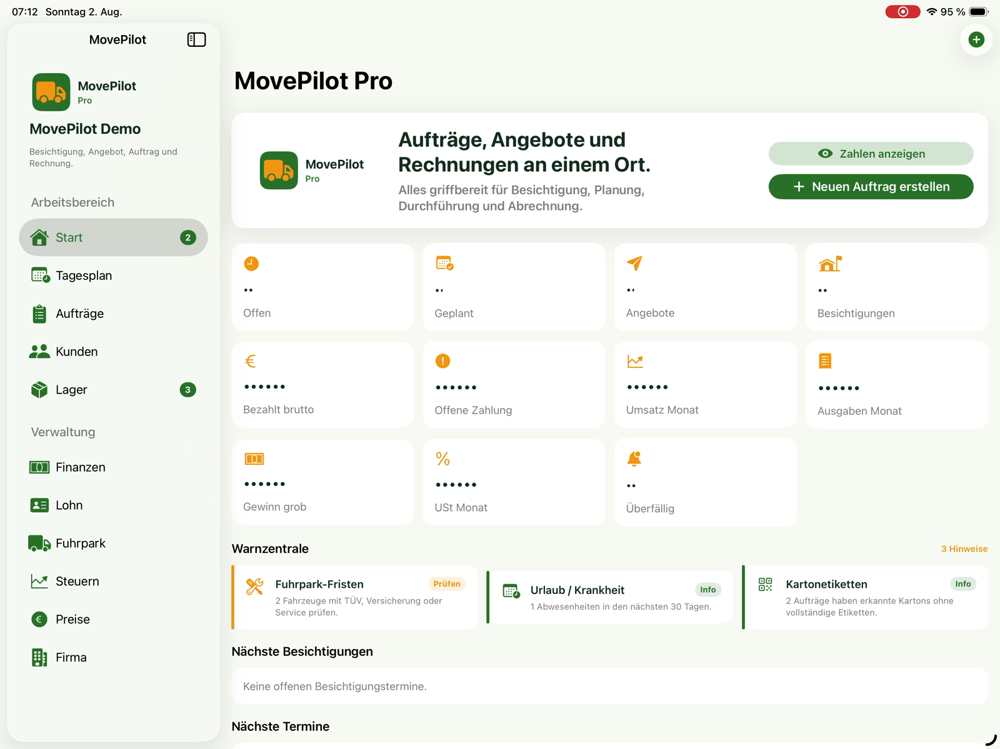 07:12 Sonntag 2. Aug.
95 %
MovePilot
MovePilot
Pro
MovePilot Demo
Besichtigung, Angebot, Auftrag und
Rechnung.
Arbeitsbereich
Start 2
Tagesplan
Aufträge
Kunden
Lager 3
Verwaltung
Finanzen
Lohn
Fuhrpark
Steuern
Preise
Firma
MovePilot Pro
MovePilot
Pro
Aufträge, Angebote und
Rechnungen an einem Ort.
Alles griffbereit für Besichtigung, Planung,
Durchführung und Abrechnung.
Zahlen anzeigen
+ Neuen Auftrag erstellen
••
Offen
••
Geplant
••
Angebote
••
Besichtigungen
€
••••••
Bezahlt brutto
!
••••••
Offene Zahlung
••••••
Umsatz Monat
••••••
Ausgaben Monat
••••••
Gewinn grob
%
••••••
USt Monat
••
Überfällig
Warnzentrale
3 Hinweise
Fuhrpark-Fristen
Prüfen
2 Fahrzeuge mit TÜV, Versicherung oder
Service prüfen.
Urlaub / Krankheit
Info
1 Abwesenheiten in den nächsten 30 Tagen.
Kartonetiketten
Info
2 Aufträge haben erkannte Kartons ohne
vollständige Etiketten.
Nächste Besichtigungen
Keine offenen Besichtigungstermine.
Nächste Termine